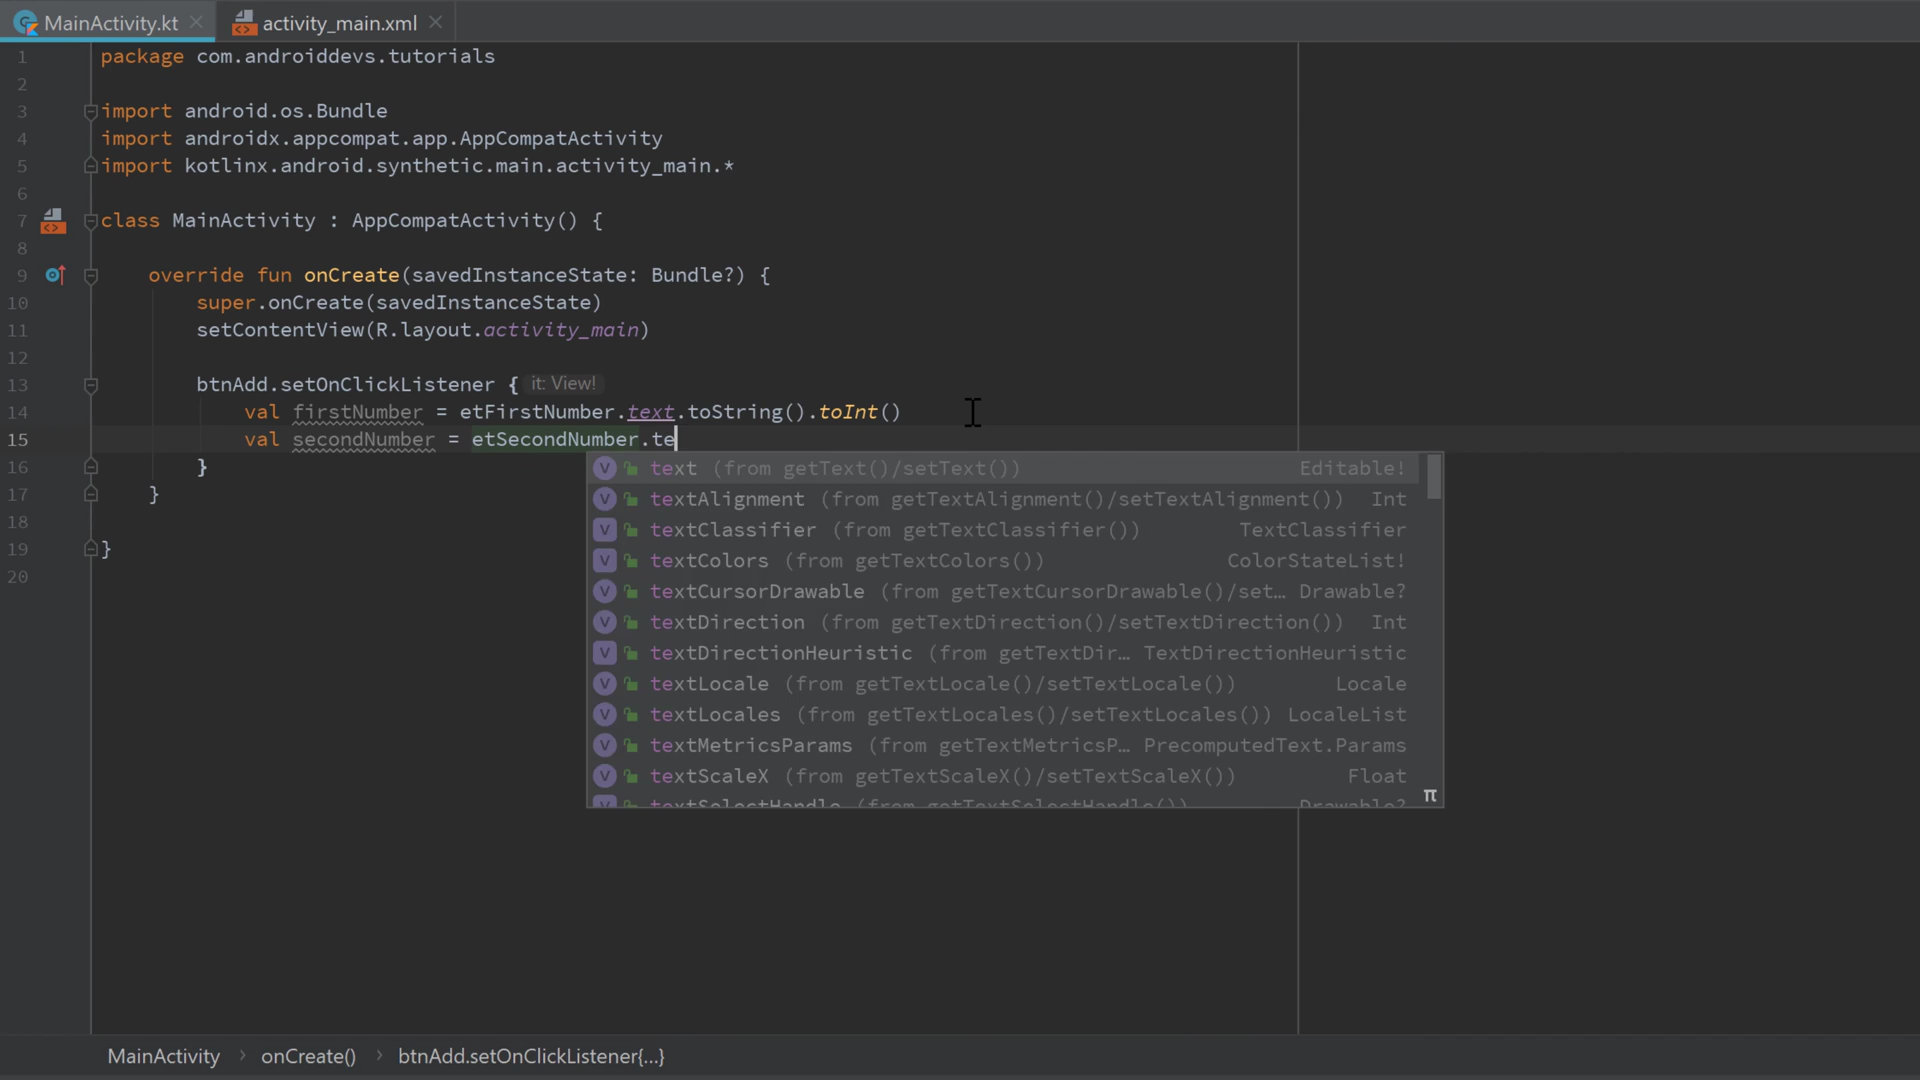 MainActivity.kt
activity_main.xml
1 package com.androiddevs.tutorials
2
3 import android.os.Bundle
4 import androidx.appcompat.app.AppCompatActivity
5 import kotlinx.android.synthetic.main.activity_main.*
6
7 class MainActivity : AppCompatActivity() {
8
9 override fun onCreate(savedInstanceState: Bundle?) {
10 super.onCreate(savedInstanceState)
11 setContentView(R.layout.activity_main)
12
13 btnAdd.setOnClickListener { it: View!
14 val firstNumber = etFirstNumber.text.toString().toInt()
15 val secondNumber = etSecondNumber.te
16 }
17 }
18
19 }
20
text (from getText()/setText()) Editable!
textAlignment (from getTextAlignment()/setTextAlignment()) Int
textClassifier (from getTextClassifier()) TextClassifier
textColors (from getTextColors()) ColorStateList!
textCursorDrawable (from getTextCursorDrawable()/set… Drawable?
textDirection (from getTextDirection()/setTextDirection()) Int
textDirectionHeuristic (from getTextDir… TextDirectionHeuristic
textLocale (from getTextLocale()/setTextLocale()) Locale
textLocales (from getTextLocales()/setTextLocales()) LocaleList
textMetricsParams (from getTextMetricsP… PrecomputedText.Params
textScaleX (from getTextScaleX()/setTextScaleX()) Float
textSelectHandle (from getTextSelectHandle()) Drawable?
π
MainActivity › onCreate() › btnAdd.setOnClickListener{...}